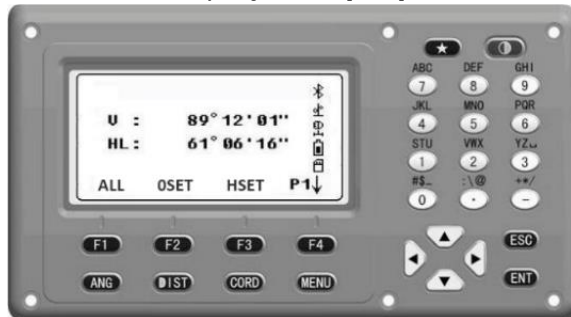 ABC DEF GHI
7 8 9
V : 89°12'01"
JKL MNO PQR
4 5 6
HL: 61°06'16"
STU VWX YZ␣
1 2 3
ALL 0SET HSET P1↓
#$_ :\@ +*/
0 . -
F1 F2 F3 F4
ESC
ANG DIST CORD MENU
ENT